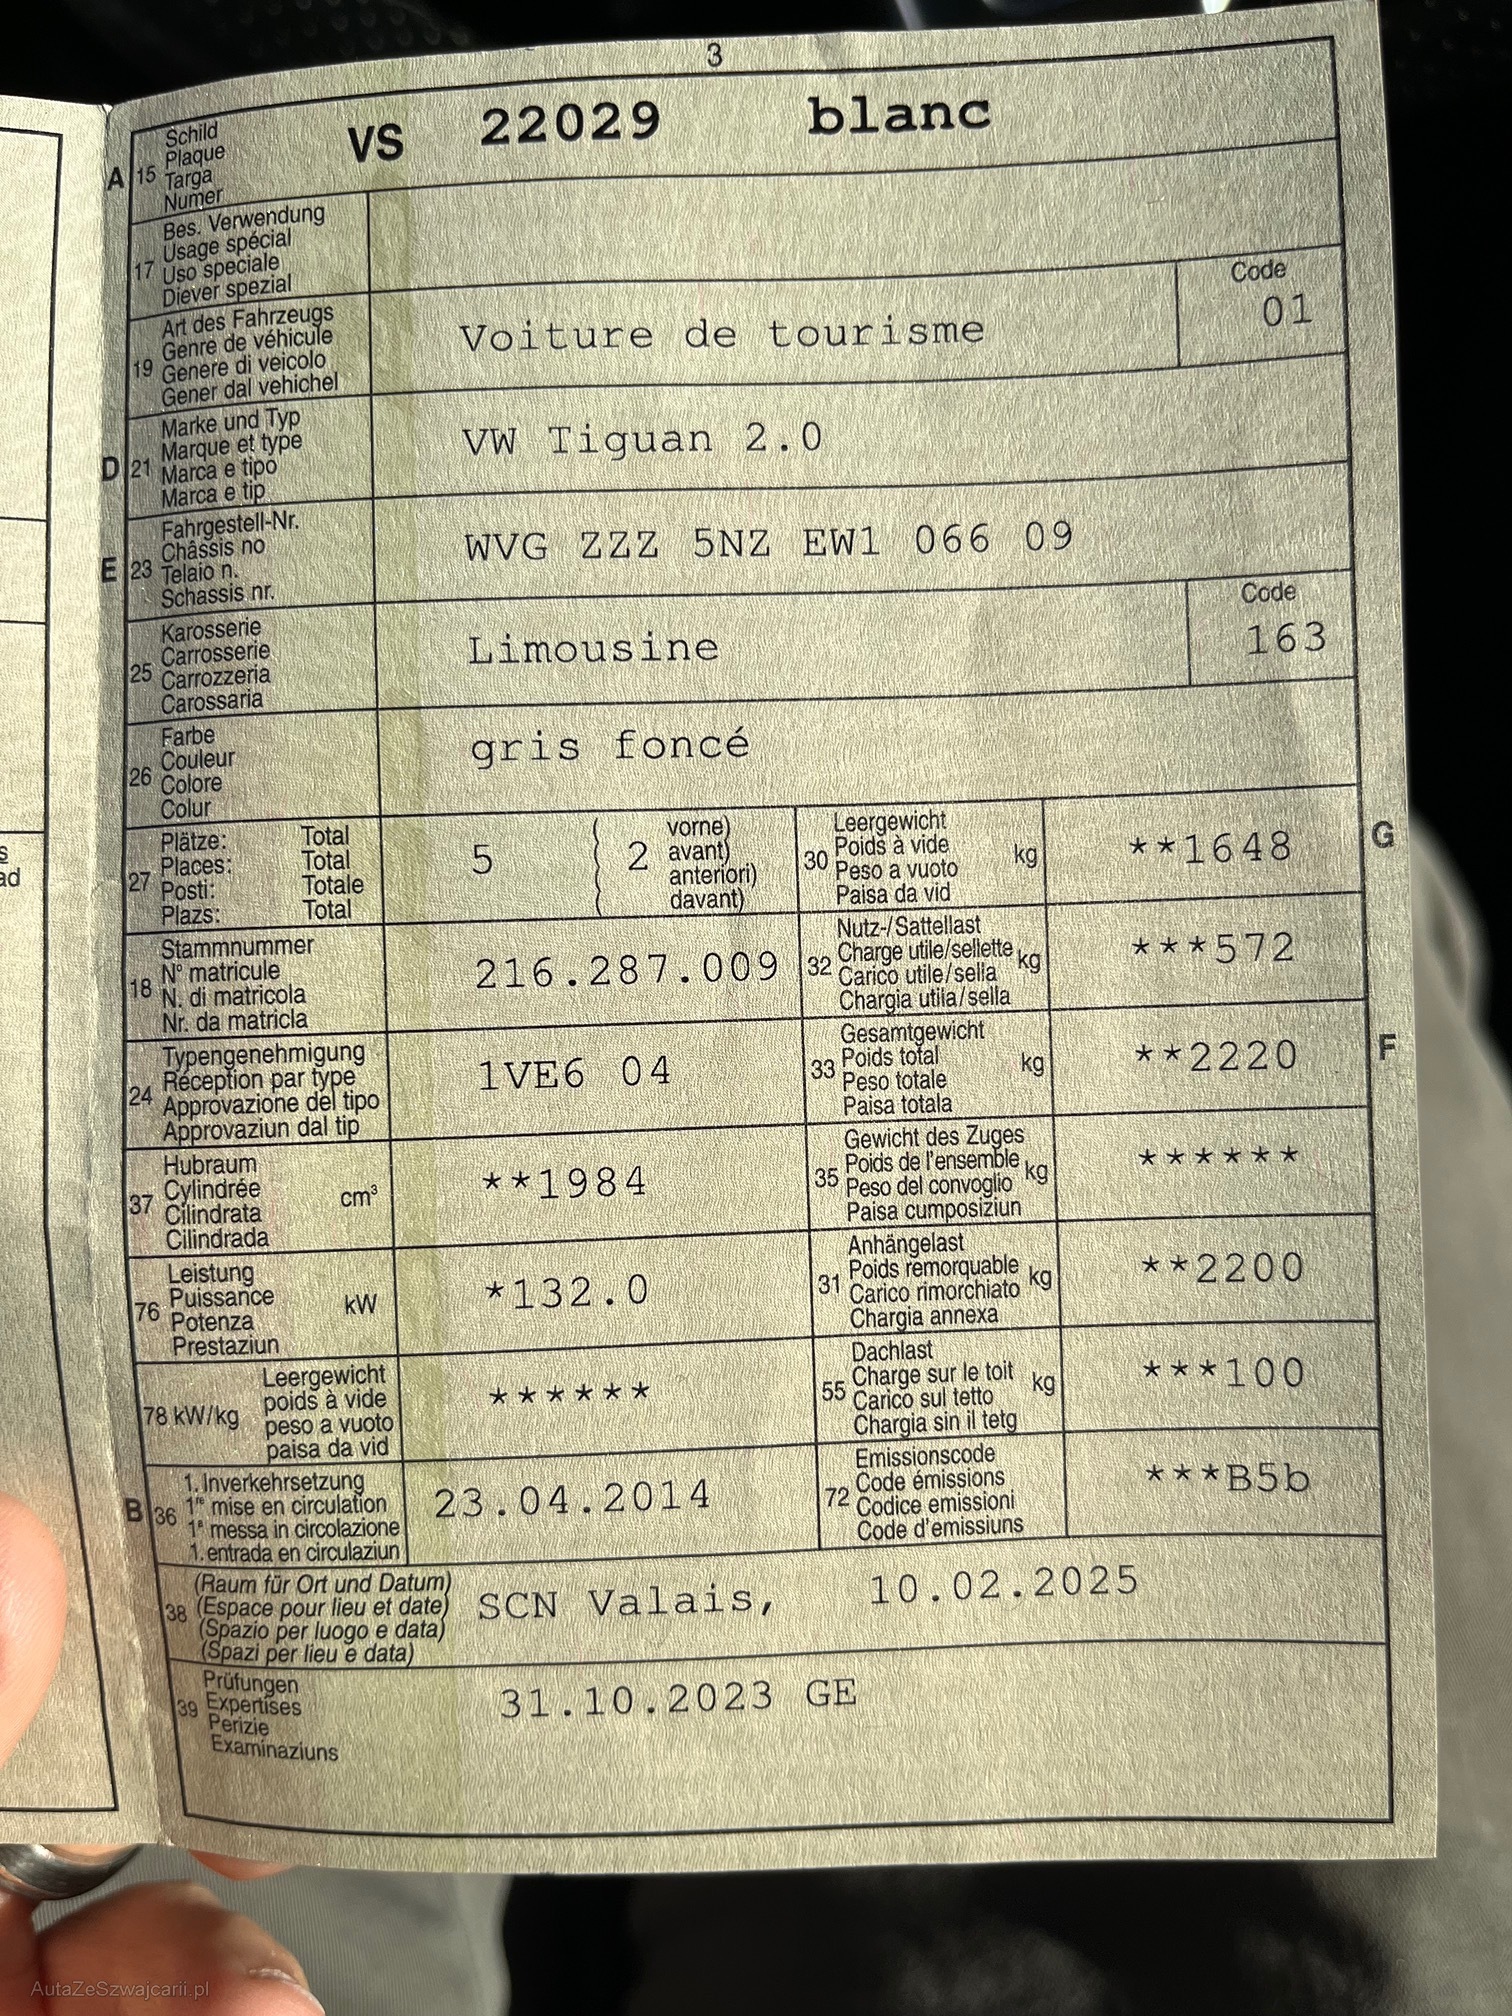 3
A 15 Schild
Plaque
Targa
Numer
VS 22029 blanc
17 Bes. Verwendung
Usage spécial
Uso speciale
Diever spezial
19 Art des Fahrzeugs
Genre de véhicule
Genere di veicolo
Gener dal vehichel
Voiture de tourisme
Code
01
D 21 Marke und Typ
Marque et type
Marca e tipo
Marca e tip
VW Tiguan 2.0
E 23 Fahrgestell-Nr.
Châssis no
Telaio n.
Schassis nr.
WVG ZZZ 5NZ EW1 066 09
25 Karosserie
Carrosserie
Carrozzeria
Carossaria
Limousine
Code
163
26 Farbe
Couleur
Colore
Colur
gris foncé
27 Plätze: Total
Places: Total
Posti: Totale
Plazs: Total
5 ( 2 vorne)
( avant)
( anteriori)
( davant)
30 Leergewicht
Poids à vide kg
Peso a vuoto
Paisa da vid
**1648
G
18 Stammnummer
N° matricule
N. di matricola
Nr. da matricla
216.287.009
32 Nutz-/Sattellast
Charge utile/sellette kg
Carico utile/sella
Chargia utila/sella
***572
24 Typengenehmigung
Réception par type
Approvazione del tipo
Approvaziun dal tip
1VE6 04
33 Gesamtgewicht
Poids total kg
Peso totale
Paisa totala
**2220
F
37 Hubraum
Cylindrée cm³
Cilindrata
Cilindrada
**1984
35 Gewicht des Zuges
Poids de l'ensemble kg
Peso del convoglio
Paisa cumposiziun
******
76 Leistung
Puissance kW
Potenza
Prestaziun
*132.0
31 Anhängelast
Poids remorquable kg
Carico rimorchiato
Chargia annexa
**2200
78 kW/kg Leergewicht
poids à vide
peso a vuoto
paisa da vid
******
55 Dachlast
Charge sur le toit kg
Carico sul tetto
Chargia sin il tetg
***100
B 36 1. Inverkehrsetzung
1re mise en circulation
1a messa in circolazione
1. entrada en circulaziun
23.04.2014
72 Emissionscode
Code émissions
Codice emissioni
Code d'emissiuns
***B5b
38 (Raum für Ort und Datum)
(Espace pour lieu et date)
(Spazio per luogo e data)
(Spazi per lieu e data)
SCN Valais, 10.02.2025
39 Prüfungen
Expertises
Perizie
Examinaziuns
31.10.2023 GE
s
ad
AutaZeSzwajcarii.pl